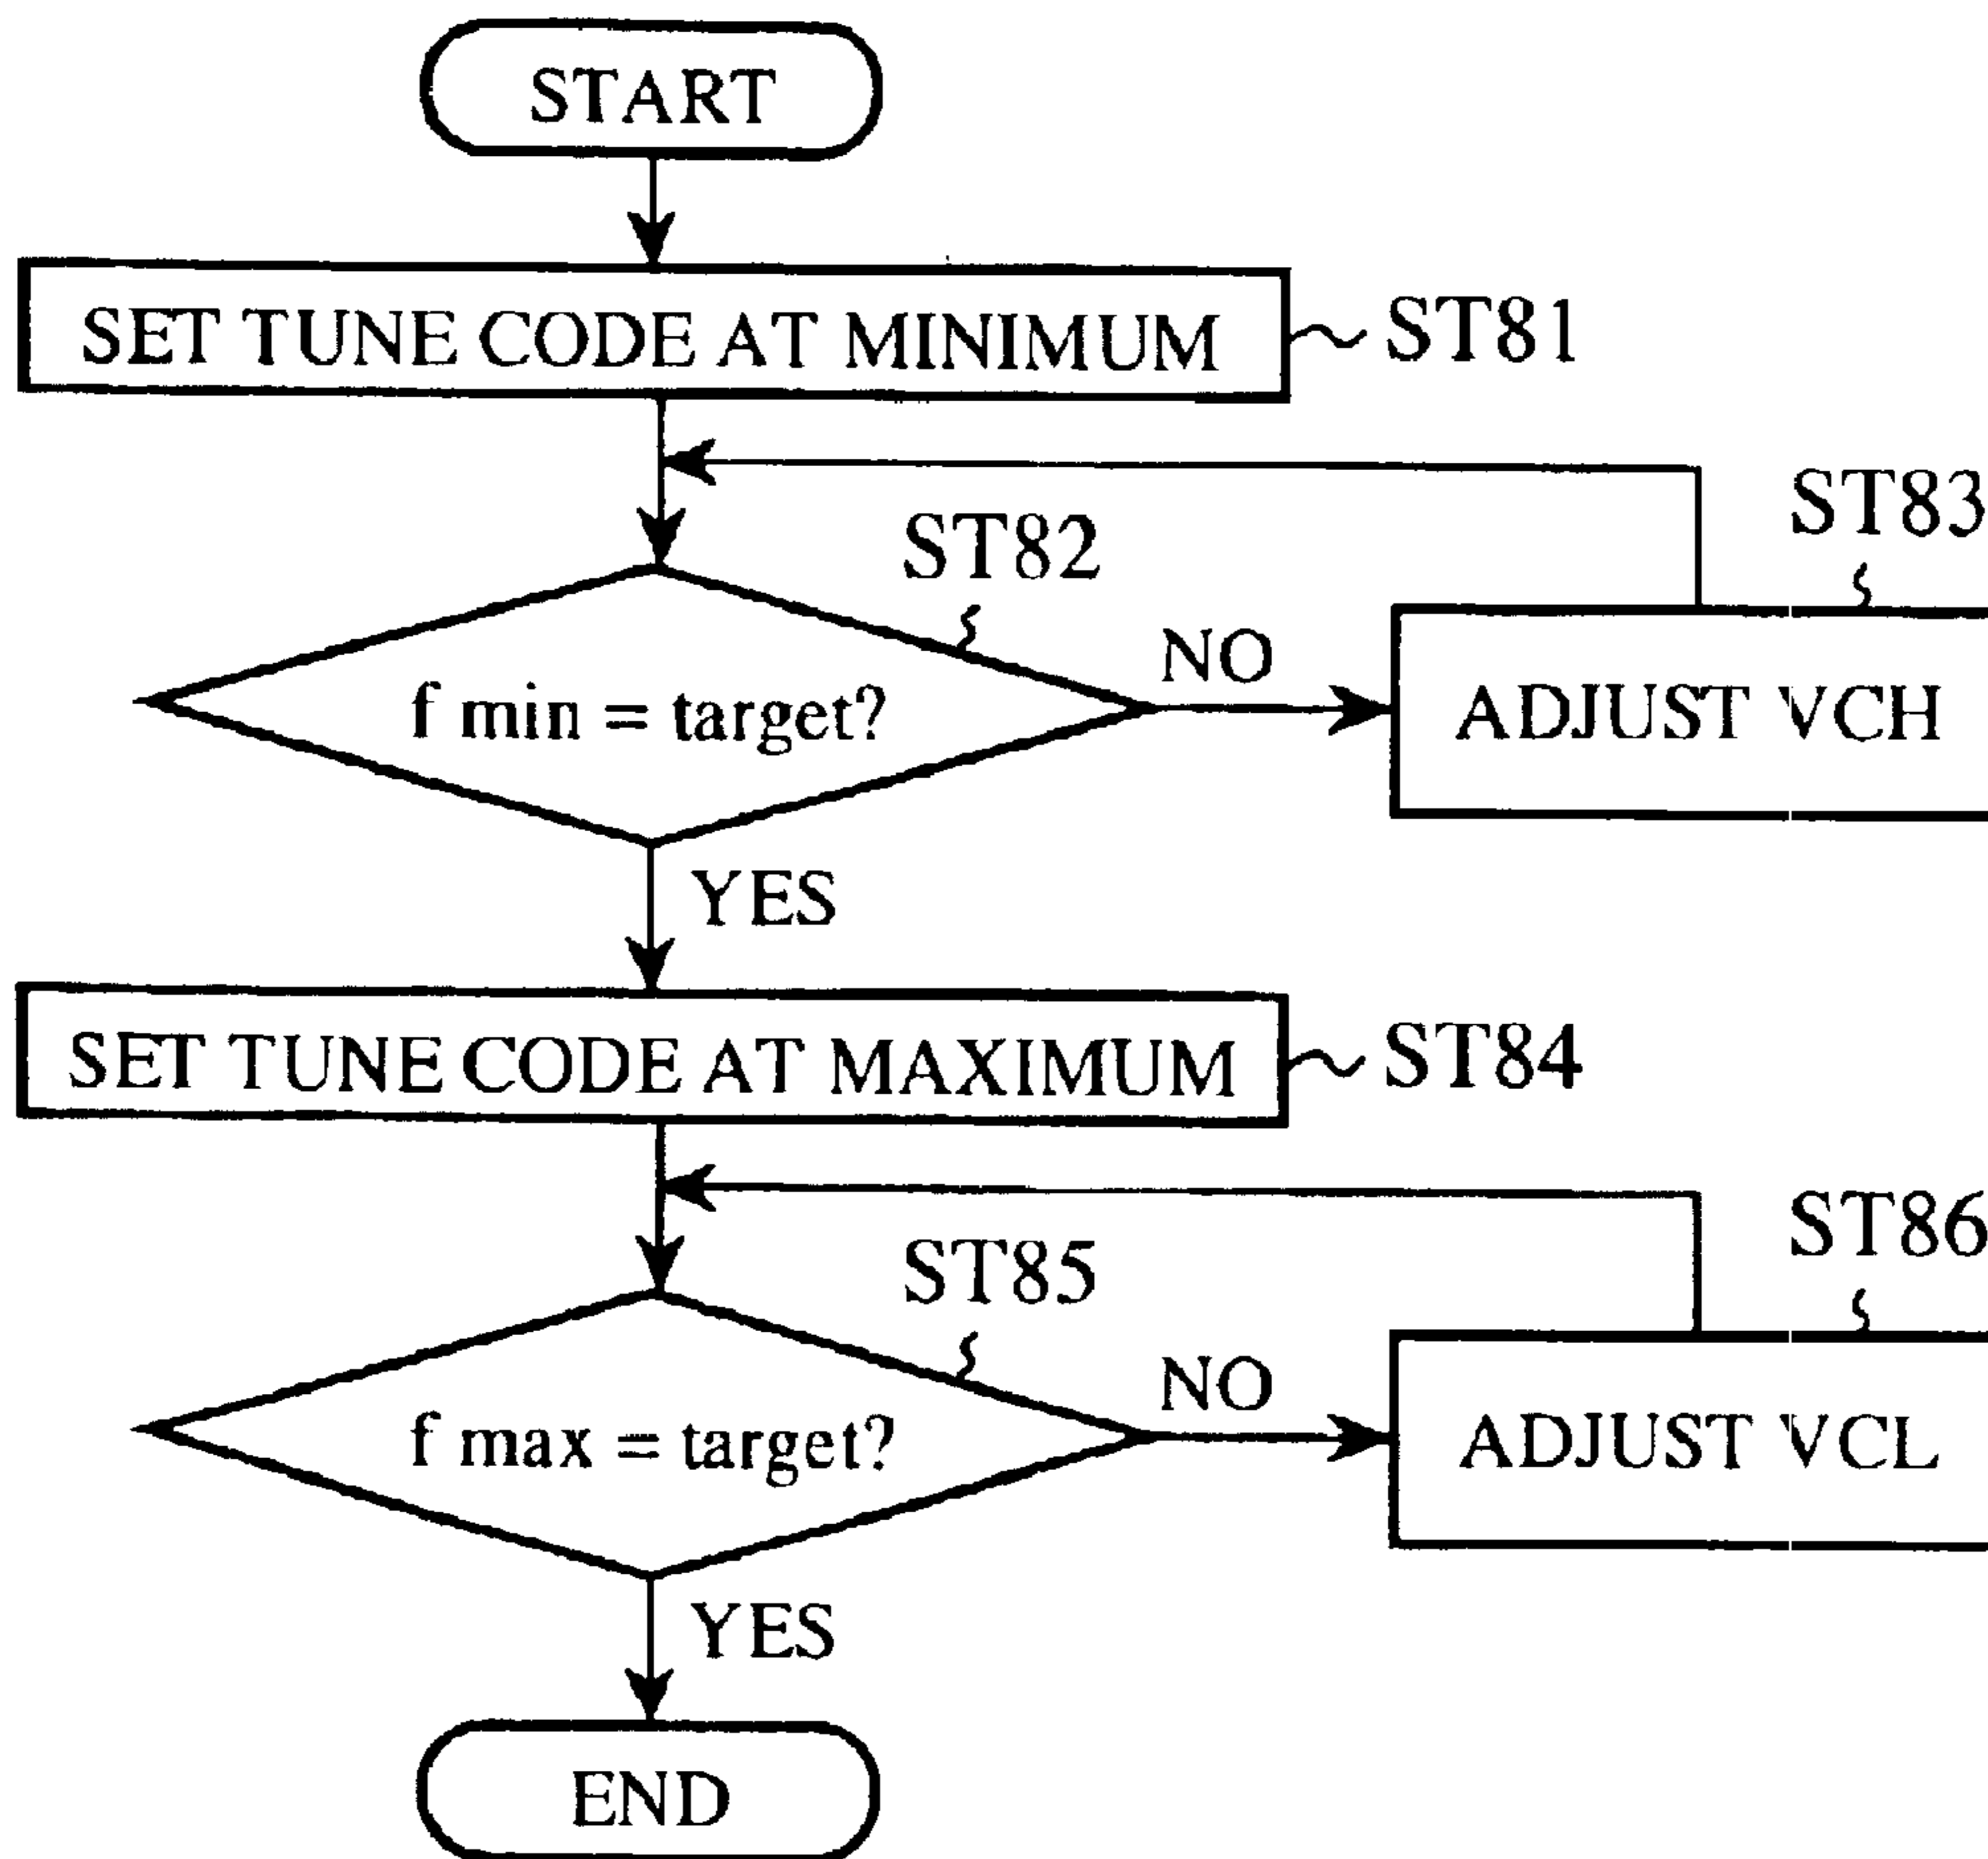 START
SET TUNE CODE AT MINIMUM
ST81
ST83
ST82
NO
f min = target?
ADJUST VCH
YES
SET TUNE CODE AT MAXIMUM
ST84
ST86
ST85
NO
f max = target?
ADJUST VCL
YES
END